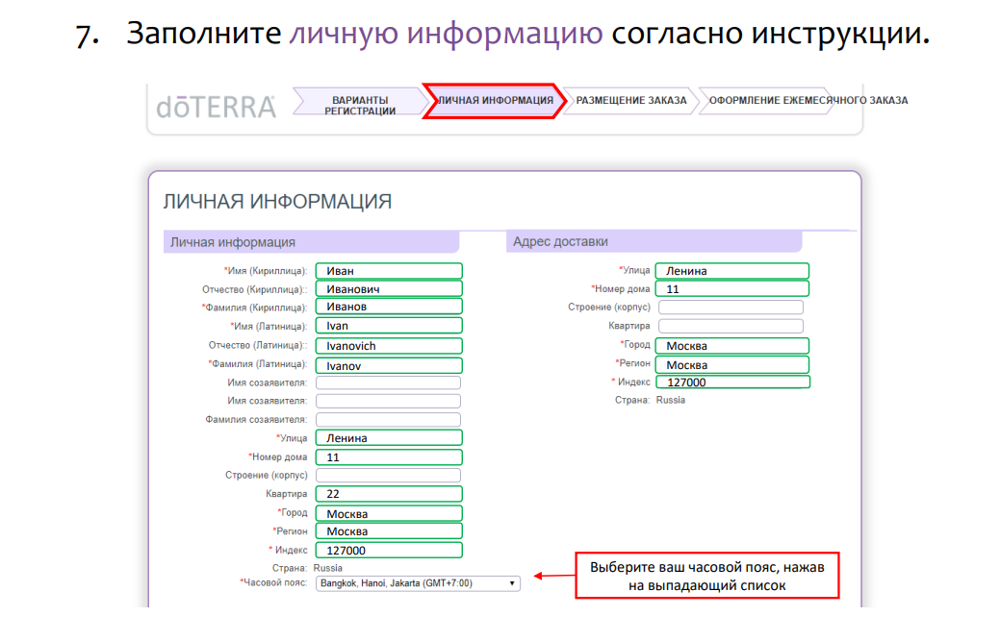 7. Заполните личную информацию согласно инструкции.
dōTERRA
ВАРИАНТЫ
РЕГИСТРАЦИИ
ЛИЧНАЯ ИНФОРМАЦИЯ
РАЗМЕЩЕНИЕ ЗАКАЗА
ОФОРМЛЕНИЕ ЕЖЕМЕСЯЧНОГО ЗАКАЗА
ЛИЧНАЯ ИНФОРМАЦИЯ
Личная информация
*Имя (Кириллица): Иван
Отчество (Кириллица):: Иванович
*Фамилия (Кириллица): Иванов
*Имя (Латиница): Ivan
Отчество (Латиница):: Ivanovich
*Фамилия (Латиница): Ivanov
Имя созаявителя:
Имя созаявителя:
Фамилия созаявителя:
*Улица Ленина
*Номер дома 11
Строение (корпус)
Квартира 22
*Город Москва
*Регион Москва
* Индекс 127000
Страна: Russia
*Часовой пояс: Bangkok, Hanoi, Jakarta (GMT+7:00)
Адрес доставки
*Улица Ленина
*Номер дома 11
Строение (корпус)
Квартира
*Город Москва
*Регион Москва
* Индекс 127000
Страна: Russia
Выберите ваш часовой пояс, нажав
на выпадающий список